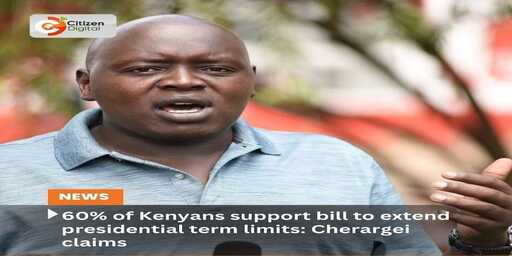 Citizen
Digital
NEWS
60% of Kenyans support bill to extend
presidential term limits: Cherargei
claims